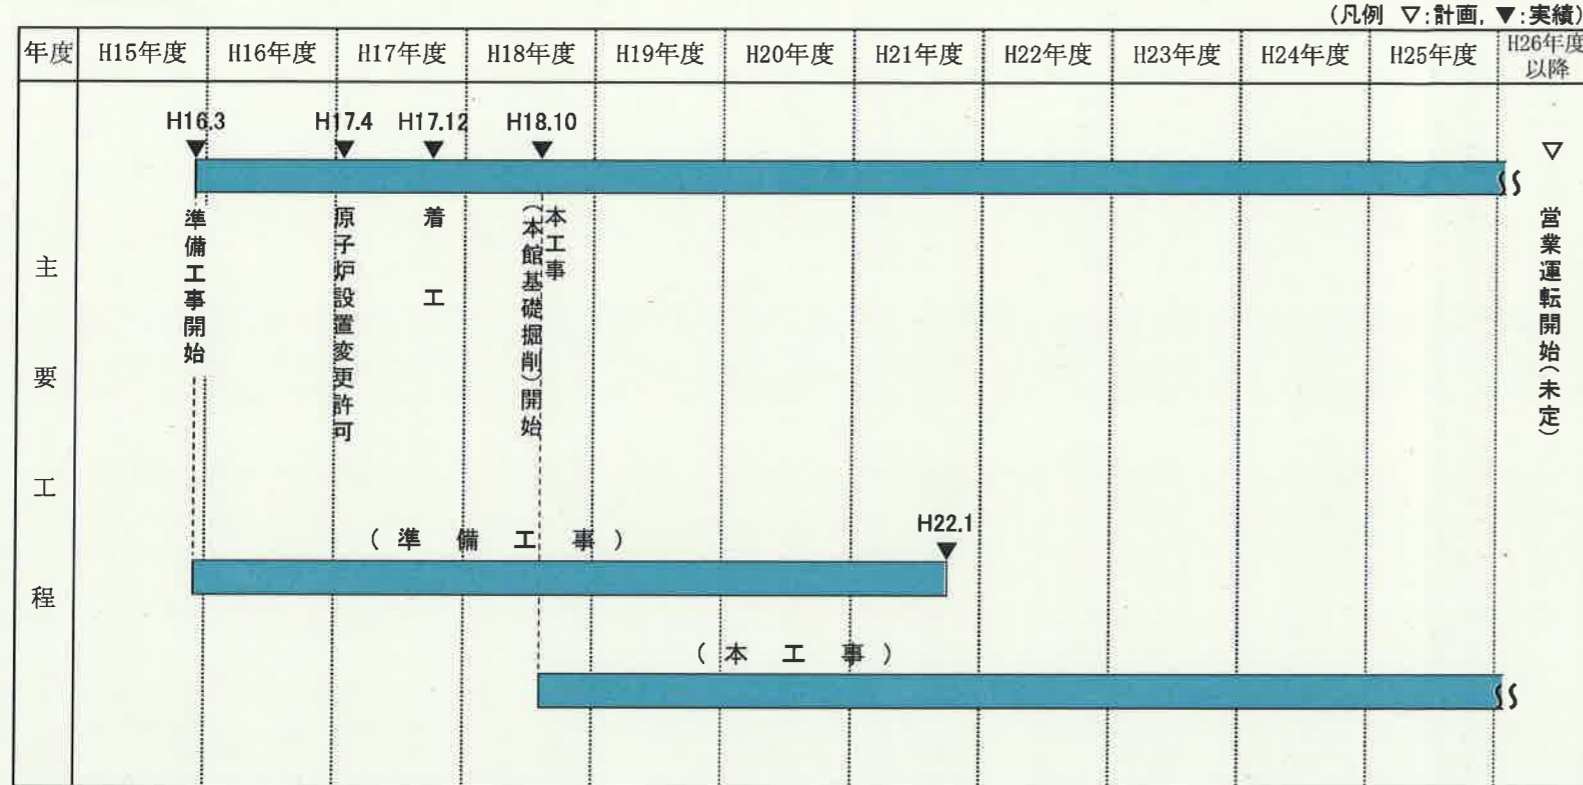 (凡例 ▽:計画, ▼:実績)
年度
H15年度
H16年度
H17年度
H18年度
H19年度
H20年度
H21年度
H22年度
H23年度
H24年度
H25年度
H26年度
以降
主要工程
H16.3
▼
H17.4
▼
H17.12
▼
H18.10
▼
▽
準備工事開始
原子炉設置変更許可
着工
本工事
(本館基礎掘削)開始
営業運転開始(未定)
(準備工事)
H22.1
▼
(本工事)